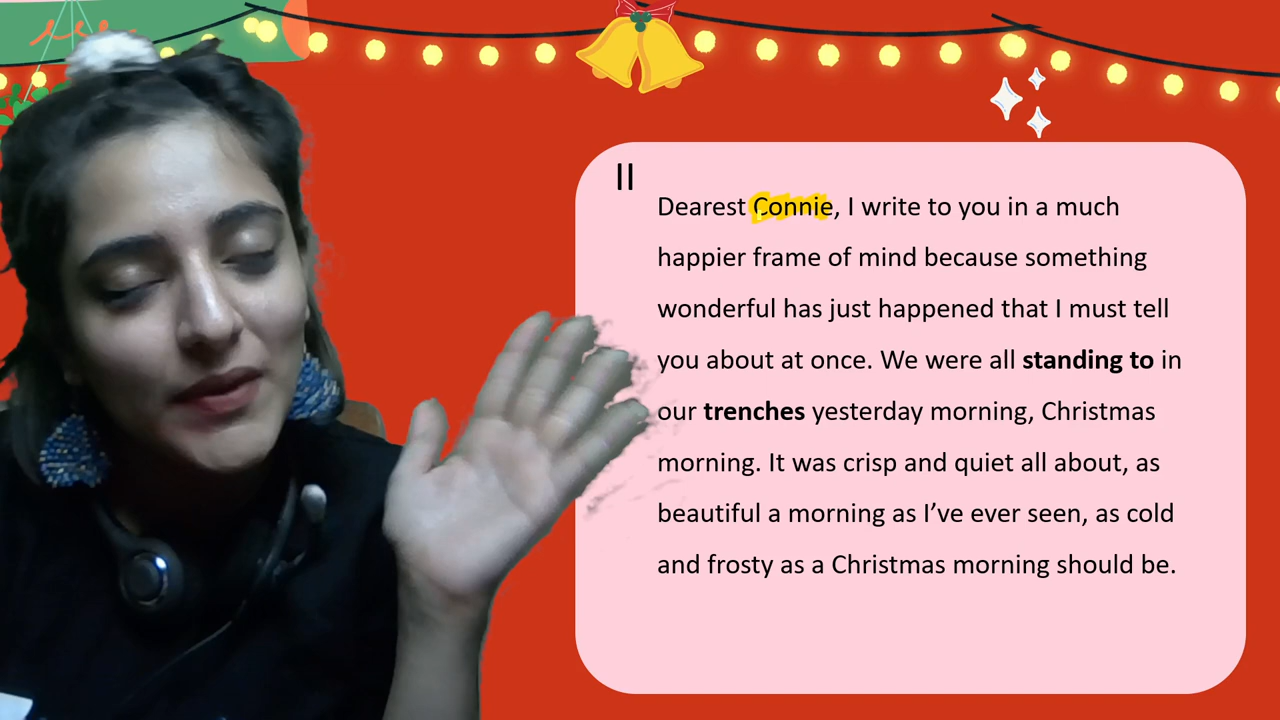 II
Dearest Connie, I write to you in a much
happier frame of mind because something
wonderful has just happened that I must tell
you about at once. We were all standing to in
our trenches yesterday morning, Christmas
morning. It was crisp and quiet all about, as
beautiful a morning as I’ve ever seen, as cold
and frosty as a Christmas morning should be.